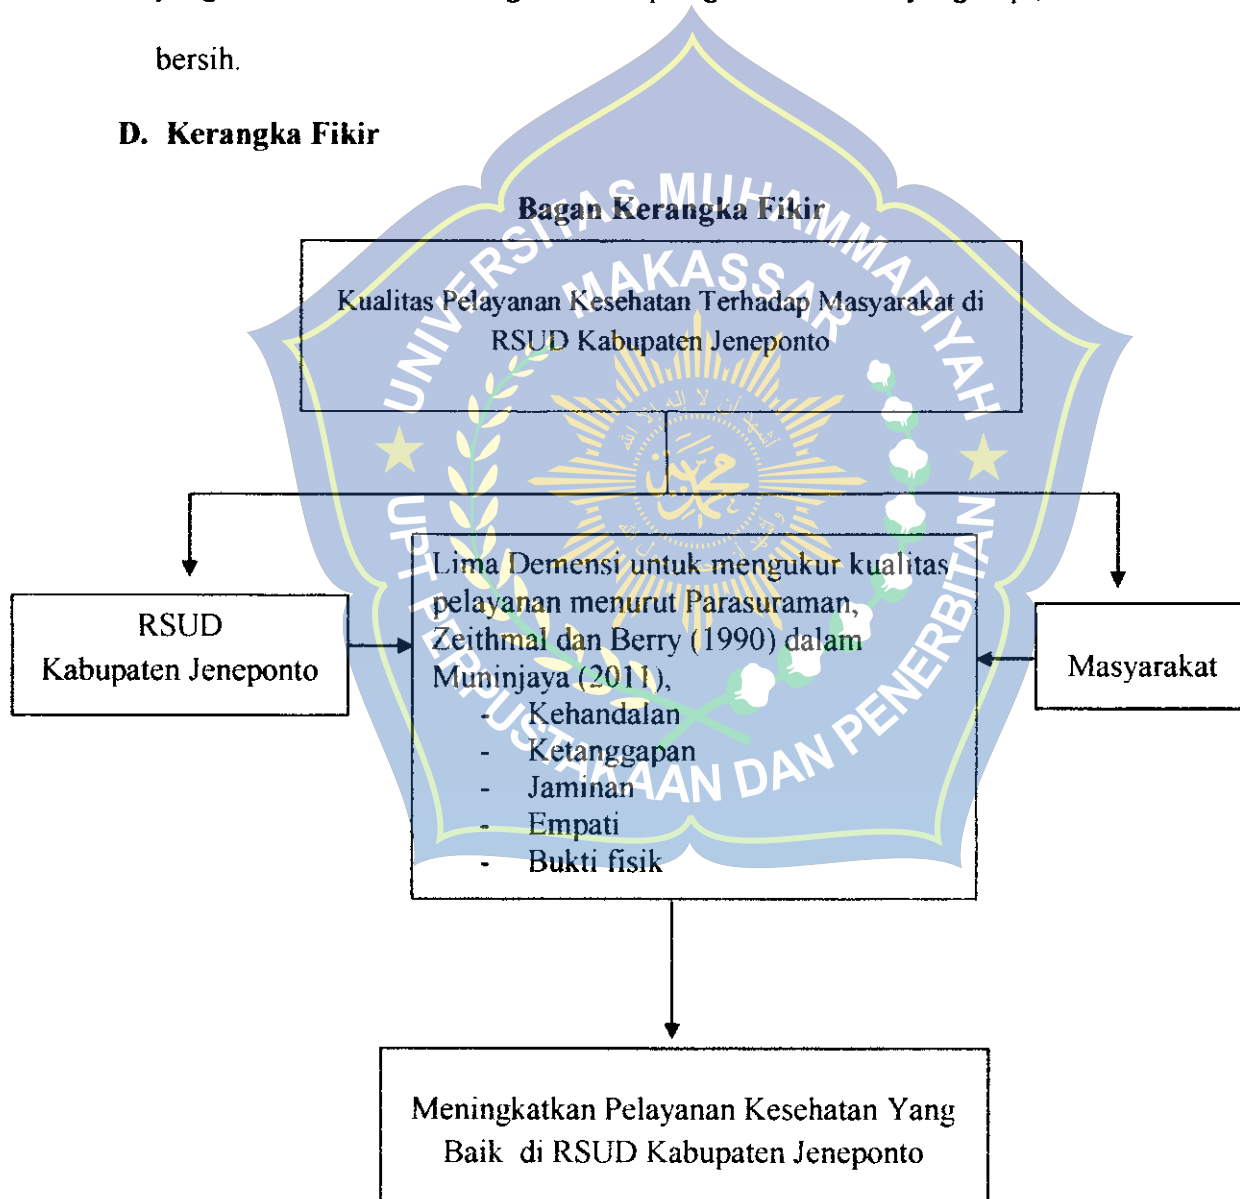 bersih.
D. Kerangka Fikir
Bagan Kerangka Fikir
Kualitas Pelayanan Kesehatan Terhadap Masyarakat di
RSUD Kabupaten Jeneponto
RSUD
Kabupaten Jeneponto
Lima Demensi untuk mengukur kualitas
pelayanan menurut Parasuraman,
Zeithmal dan Berry (1990) dalam
Muninjaya (2011),
- Kehandalan
- Ketanggapan
- Jaminan
- Empati
- Bukti fisik
Masyarakat
Meningkatkan Pelayanan Kesehatan Yang
Baik di RSUD Kabupaten Jeneponto
UNIVERSITAS MUHAMMADIYAH
MAKASSAR
UPT PERPUSTAKAAN DAN PENERBITAN
محمد